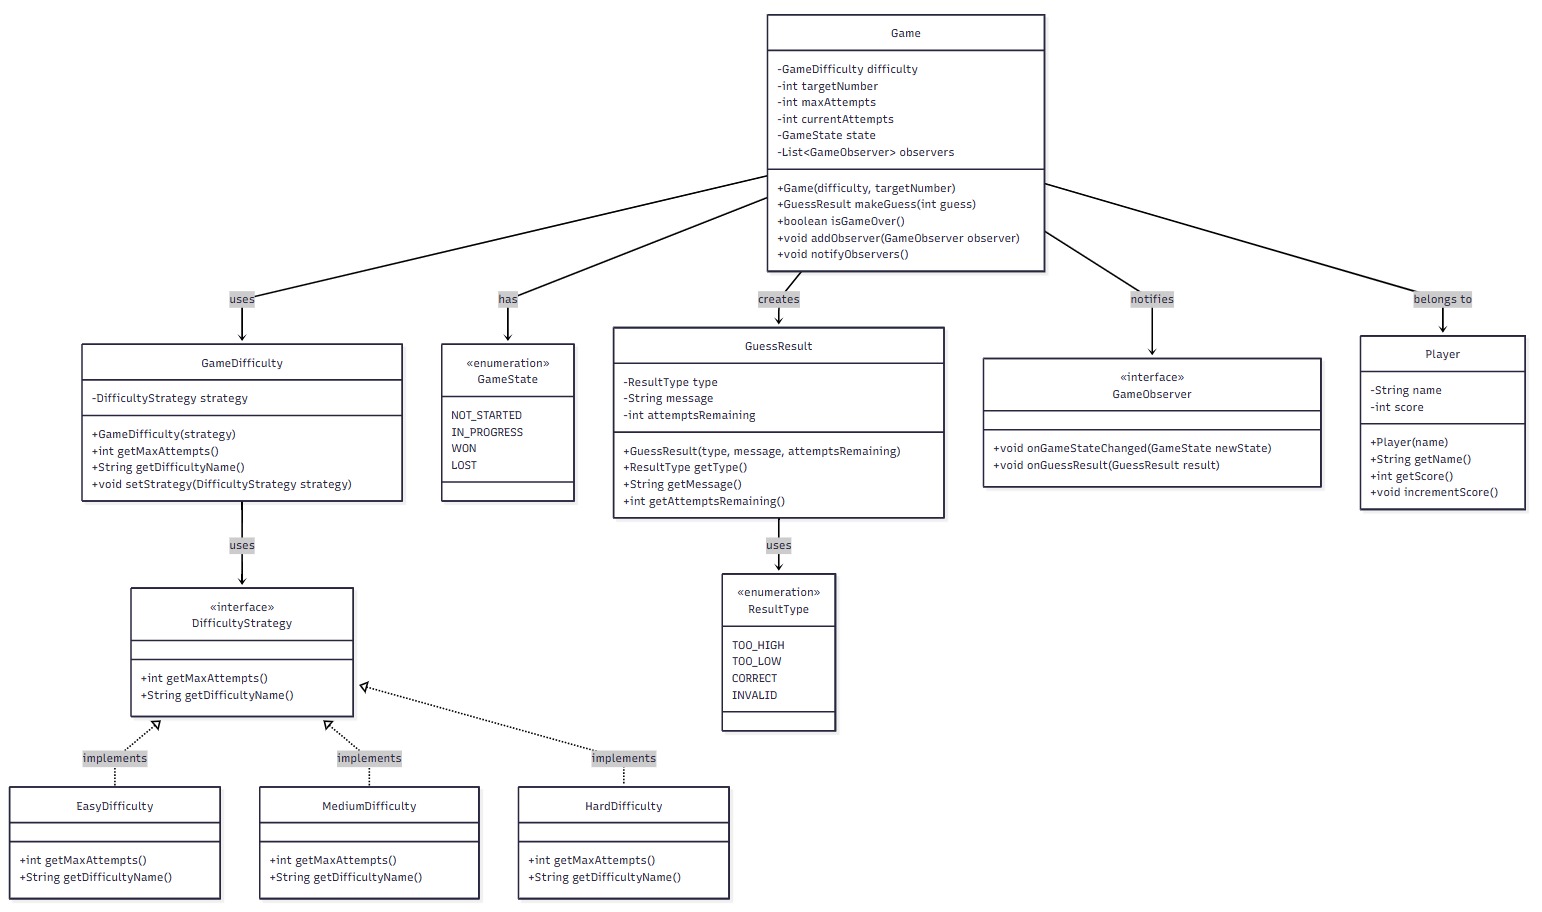 Game
-GameDifficulty difficulty
-int targetNumber
-int maxAttempts
-int currentAttempts
-GameState state
-List<GameObserver> observers
+Game(difficulty, targetNumber)
+GuessResult makeGuess(int guess)
+boolean isGameOver()
+void addObserver(GameObserver observer)
+void notifyObservers()
uses
has
creates
notifies
belongs to
GameDifficulty
-DifficultyStrategy strategy
+GameDifficulty(strategy)
+int getMaxAttempts()
+String getDifficultyName()
+void setStrategy(DifficultyStrategy strategy)
«enumeration»
GameState
NOT_STARTED
IN_PROGRESS
WON
LOST
GuessResult
-ResultType type
-String message
-int attemptsRemaining
+GuessResult(type, message, attemptsRemaining)
+ResultType getType()
+String getMessage()
+int getAttemptsRemaining()
«interface»
GameObserver
+void onGameStateChanged(GameState newState)
+void onGuessResult(GuessResult result)
Player
-String name
-int score
+Player(name)
+String getName()
+int getScore()
+void incrementScore()
uses
uses
«interface»
DifficultyStrategy
+int getMaxAttempts()
+String getDifficultyName()
«enumeration»
ResultType
TOO_HIGH
TOO_LOW
CORRECT
INVALID
implements
implements
implements
EasyDifficulty
+int getMaxAttempts()
+String getDifficultyName()
MediumDifficulty
+int getMaxAttempts()
+String getDifficultyName()
HardDifficulty
+int getMaxAttempts()
+String getDifficultyName()